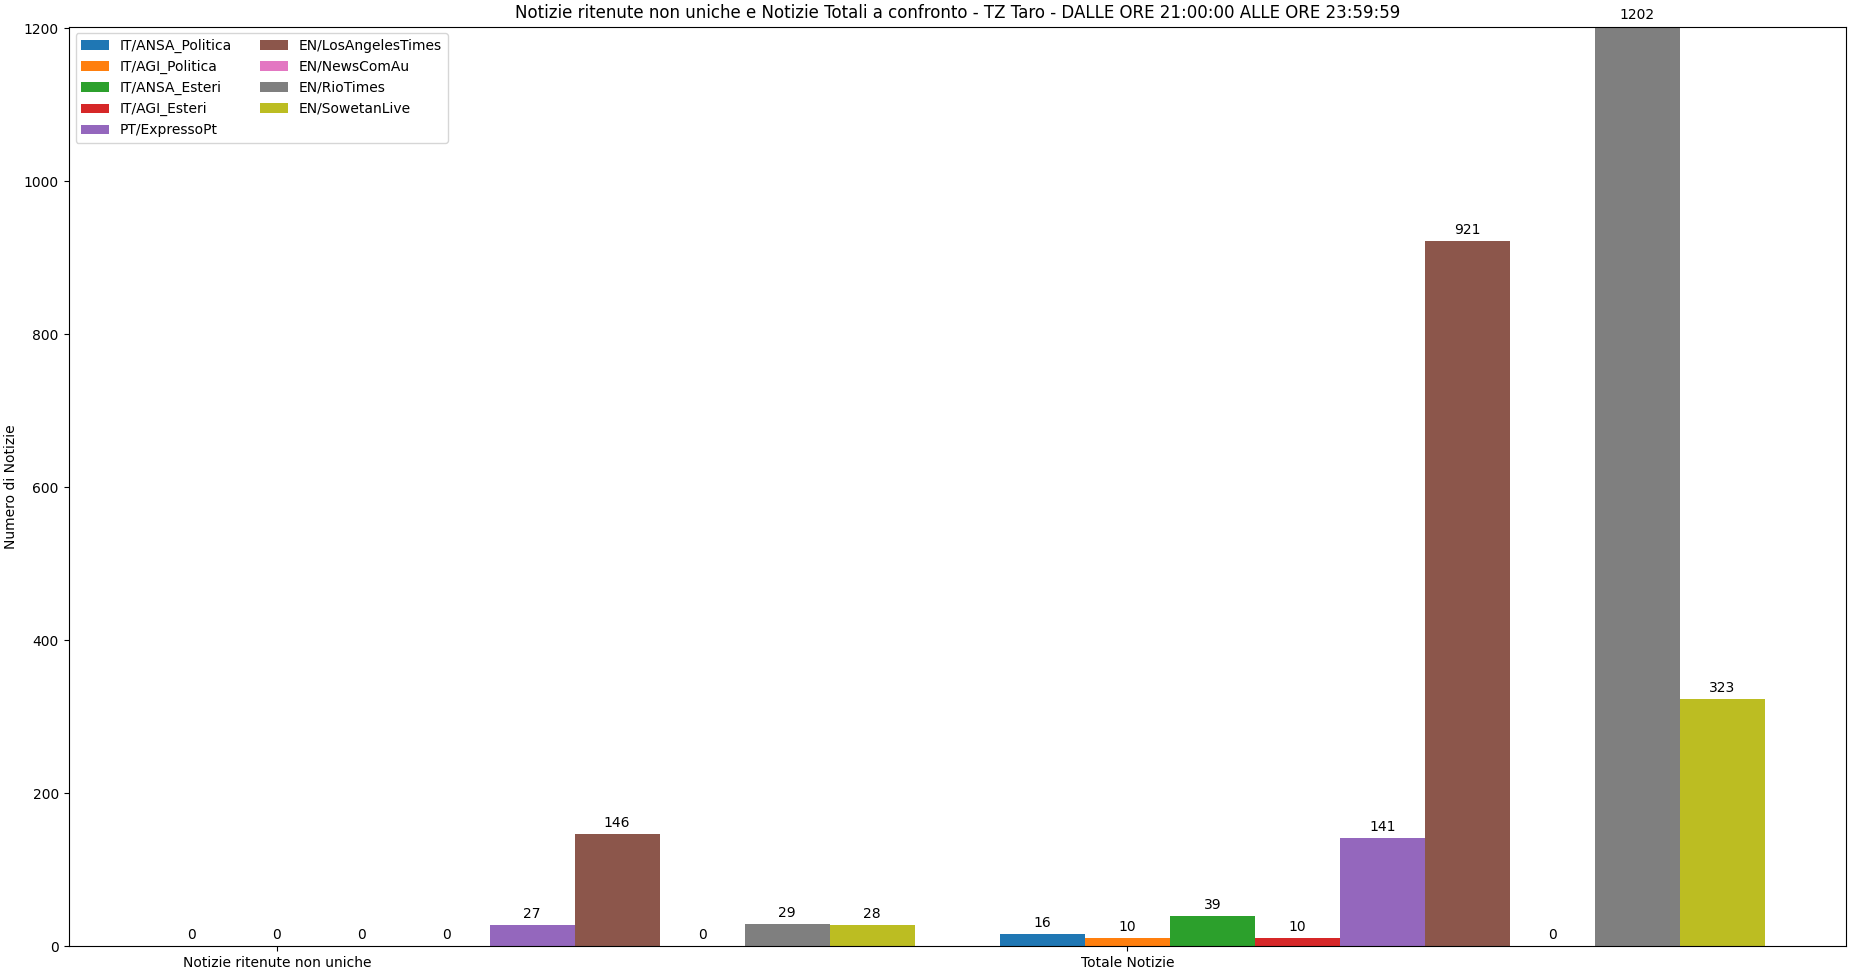 Notizie ritenute non uniche e Notizie Totali a confronto - TZ Taro - DALLE ORE 21:00:00 ALLE ORE 23:59:59
1202
1200
1000
800
600
400
200
0
Numero di Notizie
IT/ANSA_Politica
IT/AGI_Politica
IT/ANSA_Esteri
IT/AGI_Esteri
PT/ExpressoPt
EN/LosAngelesTimes
EN/NewsComAu
EN/RioTimes
EN/SowetanLive
0
0
0
0
27
146
0
29
28
16
10
39
10
141
921
0
323
Notizie ritenute non uniche
Totale Notizie